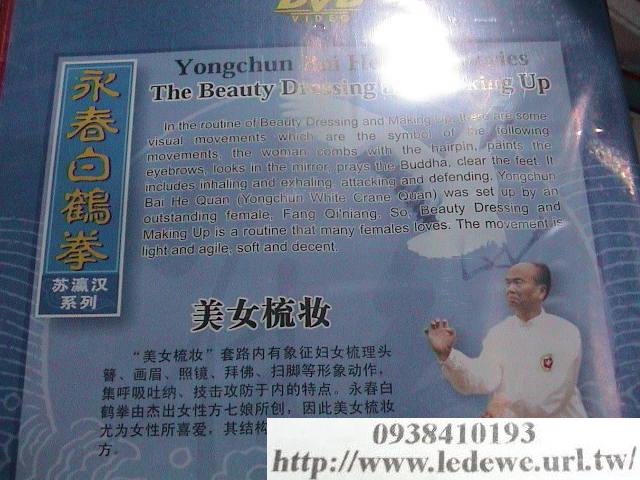 DVD
VIDEO
永春白鶴拳
苏瀛汉
系列
Yongchun Bai He
The Beauty Dressing Making Up
In the routine of Beauty Dressing and Making Up, there are some
visual movements which are the symbol of the following
movements, the woman combs with the hairpin, paints the
eyebrows, looks in the mirror, prays the Buddha, clear the feet. It
includes inhaling and exhaling, attacking and defending. Yongchun
Bai He Quan (Yongchun White Crane Quan) was set up by an
outstanding female, Fang Qi'niang. So, Beauty Dressing and
Making Up is a routine that many females loves. The movement is
light and agile, soft and decent.
美女梳妆
“美女梳妆”套路内有象征妇女梳理头
簪、画眉、照镜、拜佛、扫脚等形象动作，
集呼吸吐纳、技击攻防于内的特点。永春白
鹤拳由杰出女性方七娘所创，因此美女梳妆
尤为女性所喜爱，其结
方。
0938410193
http://www.ledewe.url.tw/